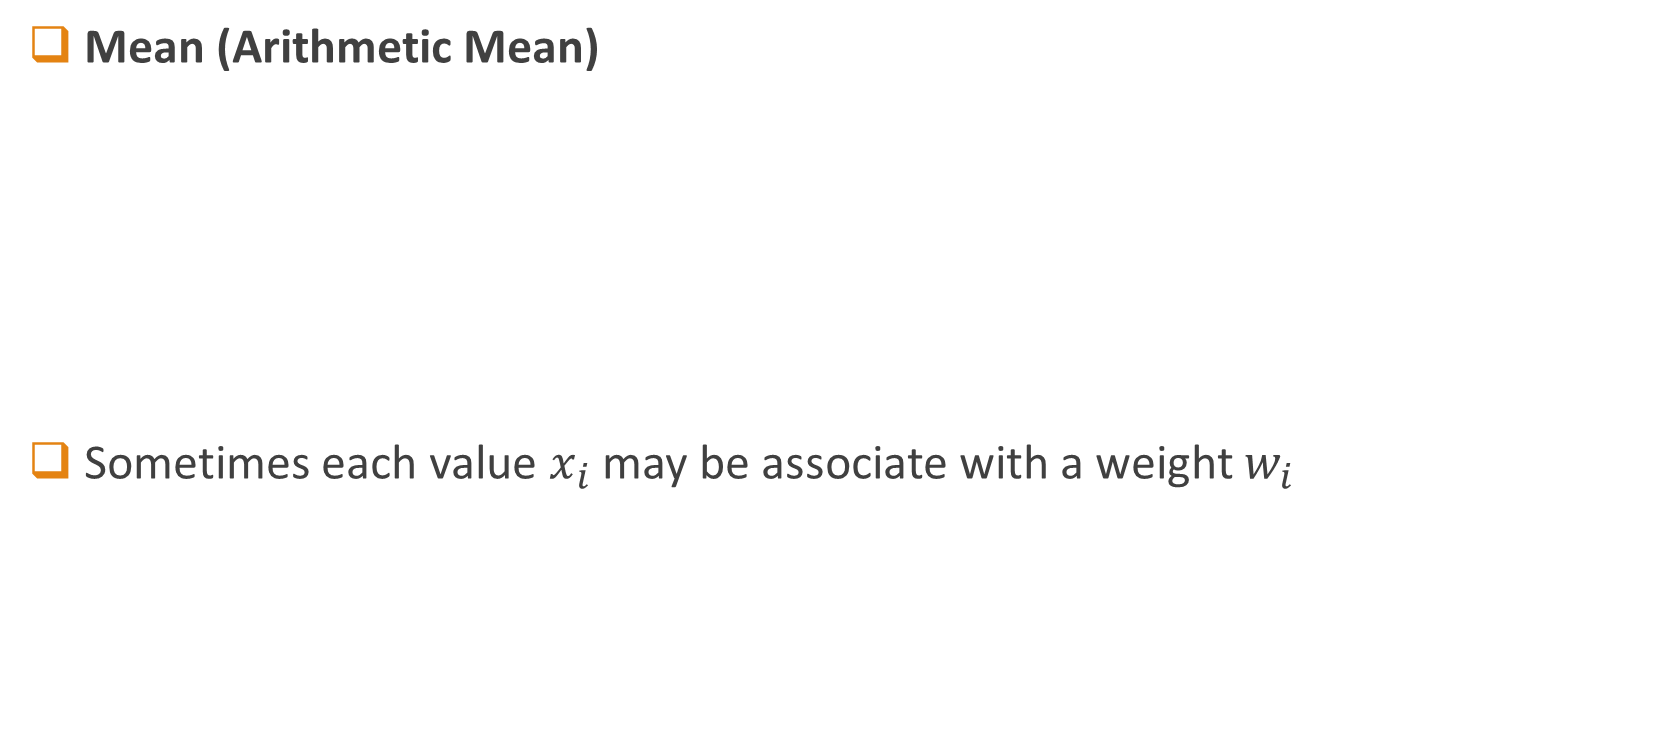 Mean (Arithmetic Mean)
Sometimes each value xᵢ may be associate with a weight wᵢ